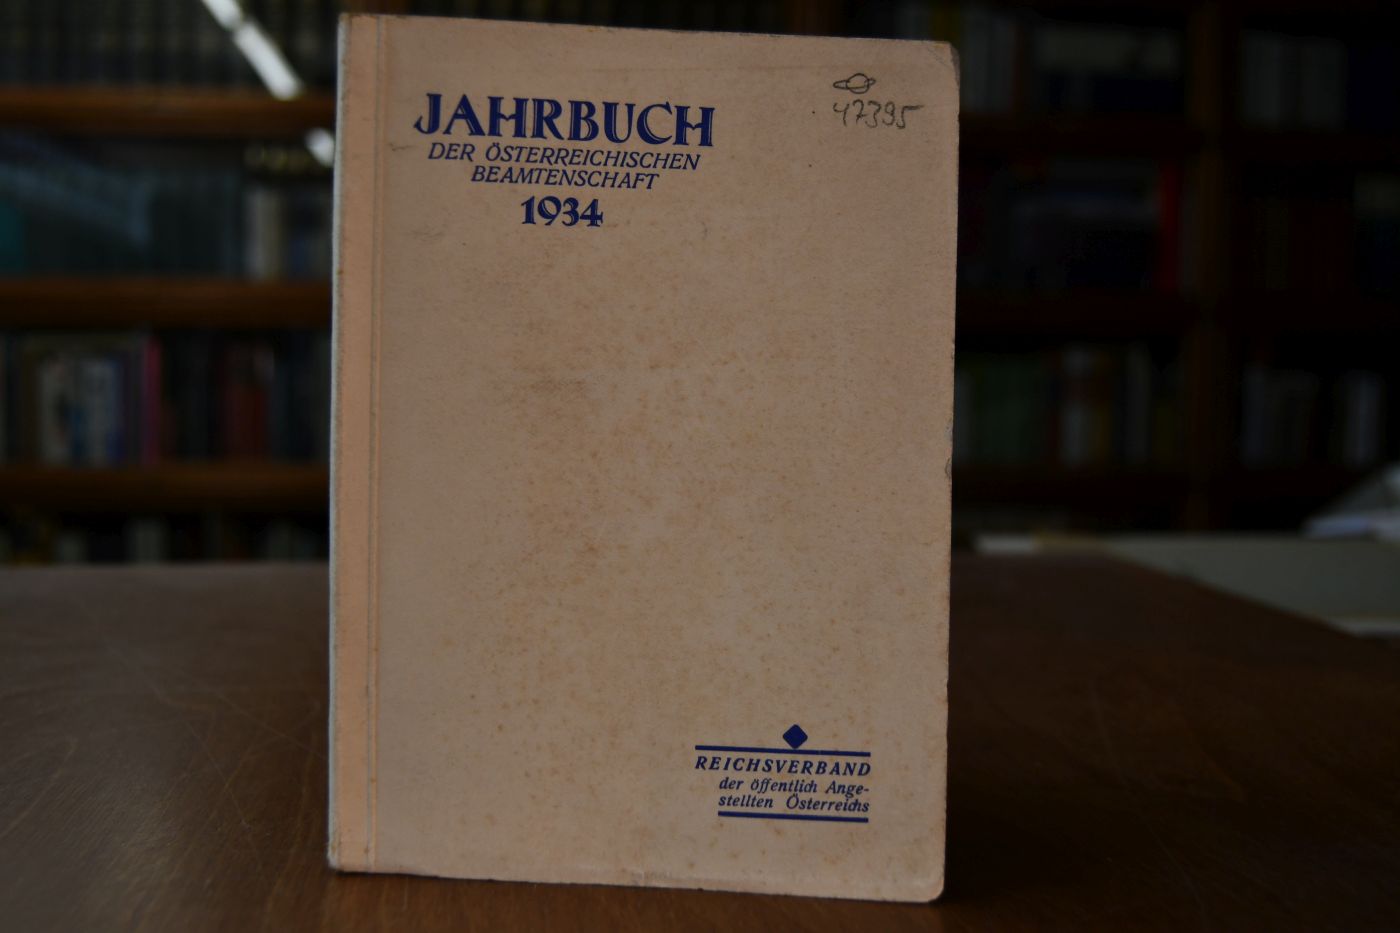 47395
JAHRBUCH
DER ÖSTERREICHISCHEN
BEAMTENSCHAFT
1934
REICHSVERBAND
der öffentlich Ange-
stellten Österreichs